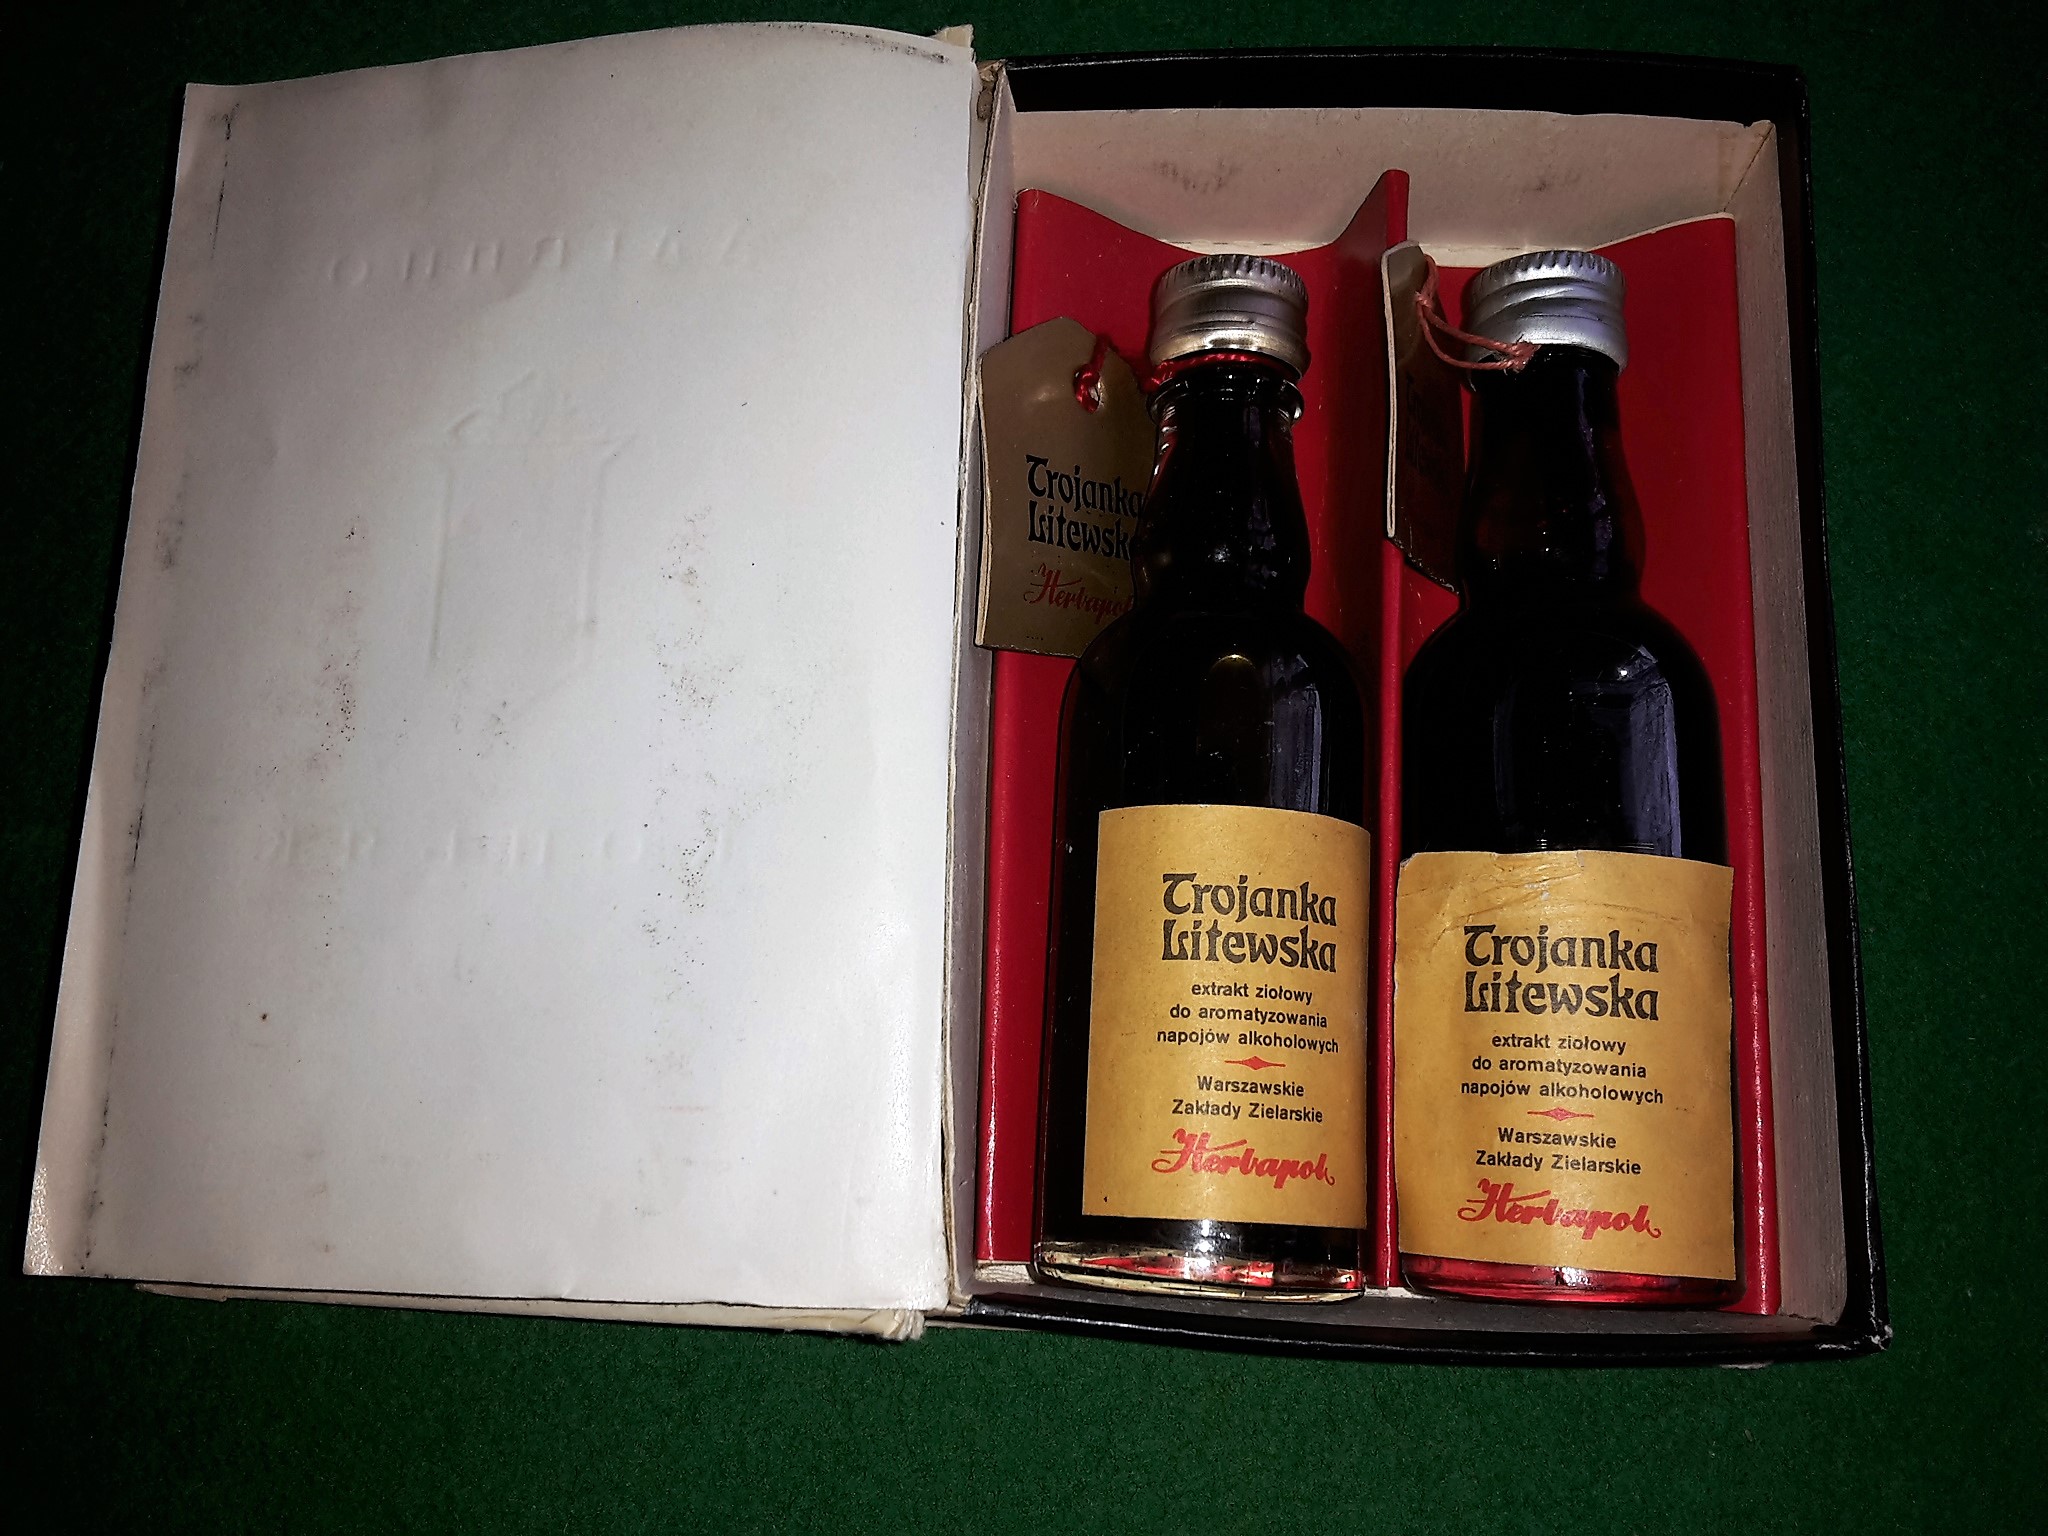 Trojanka
Litewska
Herbapol
Trojanka
Litewska
extrakt ziołowy
do aromatyzowania
napojów alkoholowych
Warszawskie
Zakłady Zielarskie
Herbapol
Trojanka
Litewska
extrakt ziołowy
do aromatyzowania
napojów alkoholowych
Warszawskie
Zakłady Zielarskie
Herbapol